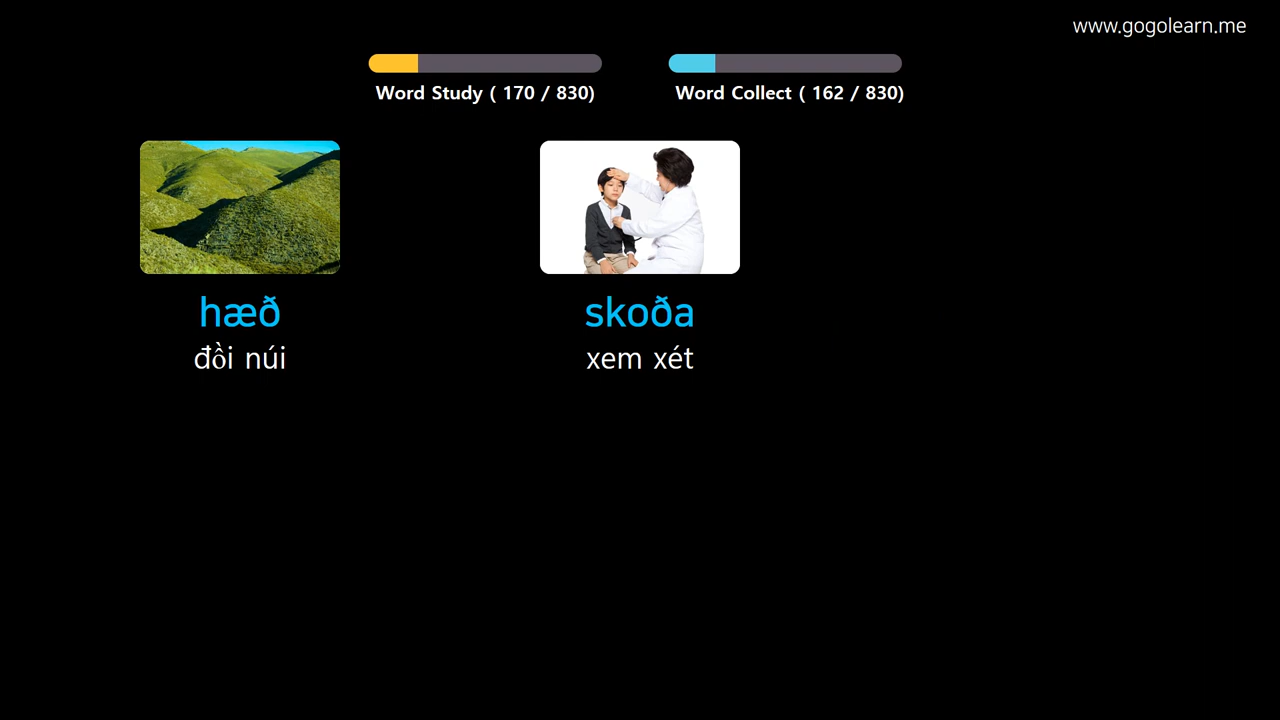 www.gogolearn.me
Word Study ( 170 / 830)
Word Collect ( 162 / 830)
hæð
đồi núi
skoða
xem xét